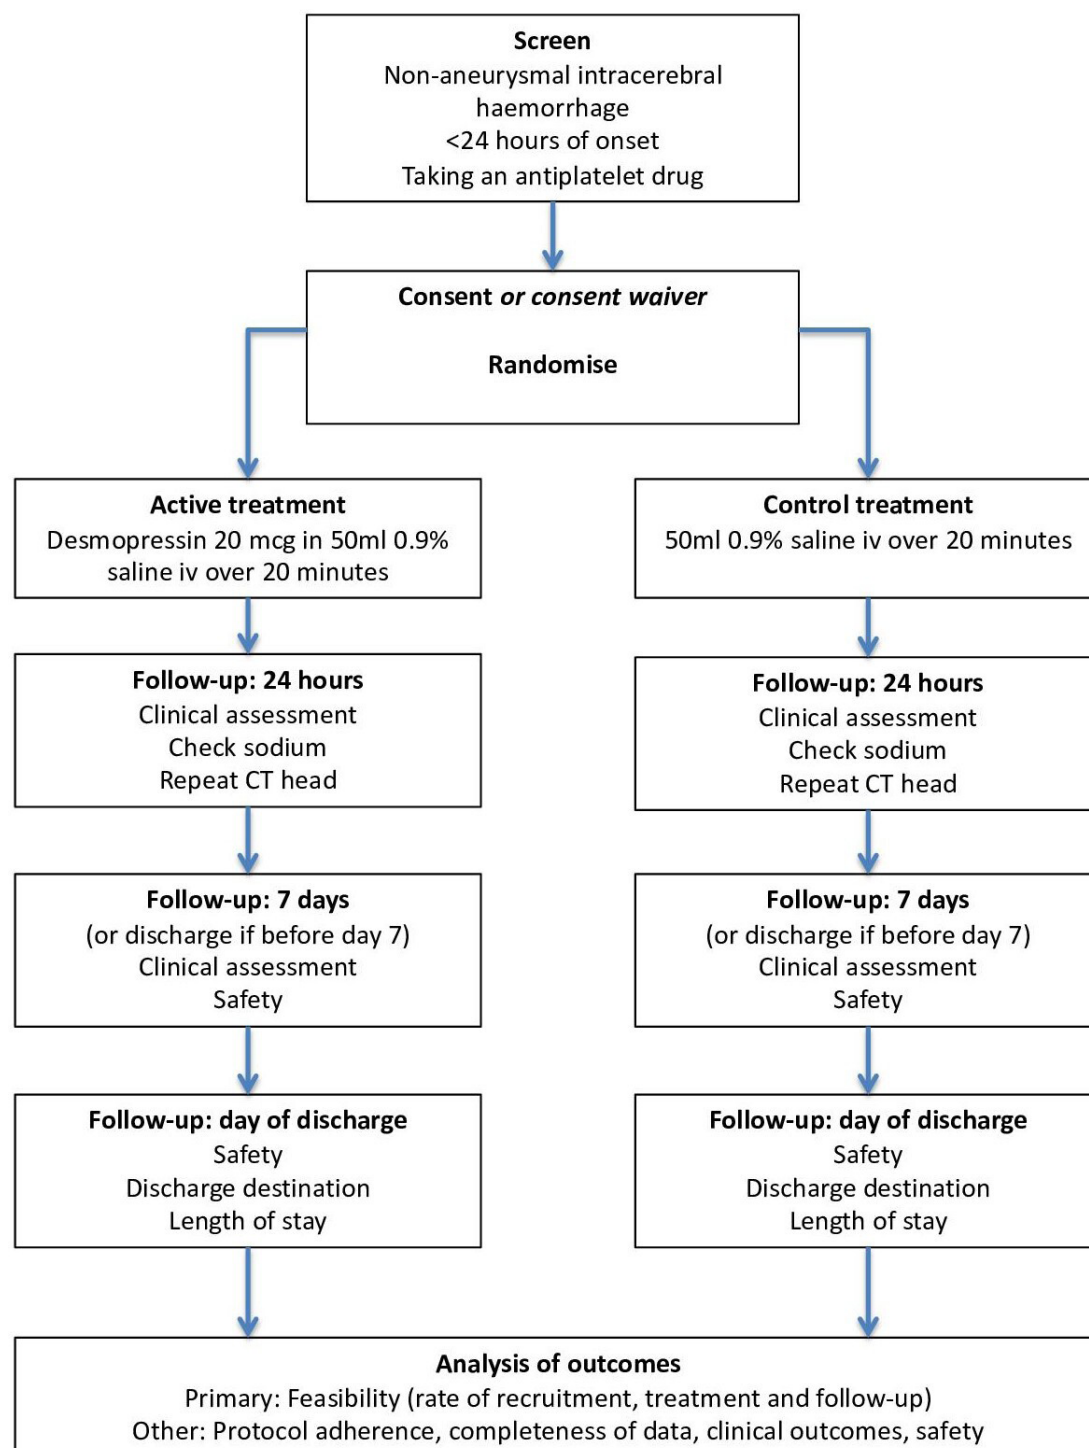 Screen
Non-aneurysmal intracerebral
haemorrhage
<24 hours of onset
Taking an antiplatelet drug
Consent or consent waiver
Randomise
Active treatment
Desmopressin 20 mcg in 50ml 0.9%
saline iv over 20 minutes
Control treatment
50ml 0.9% saline iv over 20 minutes
Follow-up: 24 hours
Clinical assessment
Check sodium
Repeat CT head
Follow-up: 24 hours
Clinical assessment
Check sodium
Repeat CT head
Follow-up: 7 days
(or discharge if before day 7)
Clinical assessment
Safety
Follow-up: 7 days
(or discharge if before day 7)
Clinical assessment
Safety
Follow-up: day of discharge
Safety
Discharge destination
Length of stay
Follow-up: day of discharge
Safety
Discharge destination
Length of stay
Analysis of outcomes
Primary: Feasibility (rate of recruitment, treatment and follow-up)
Other: Protocol adherence, completeness of data, clinical outcomes, safety